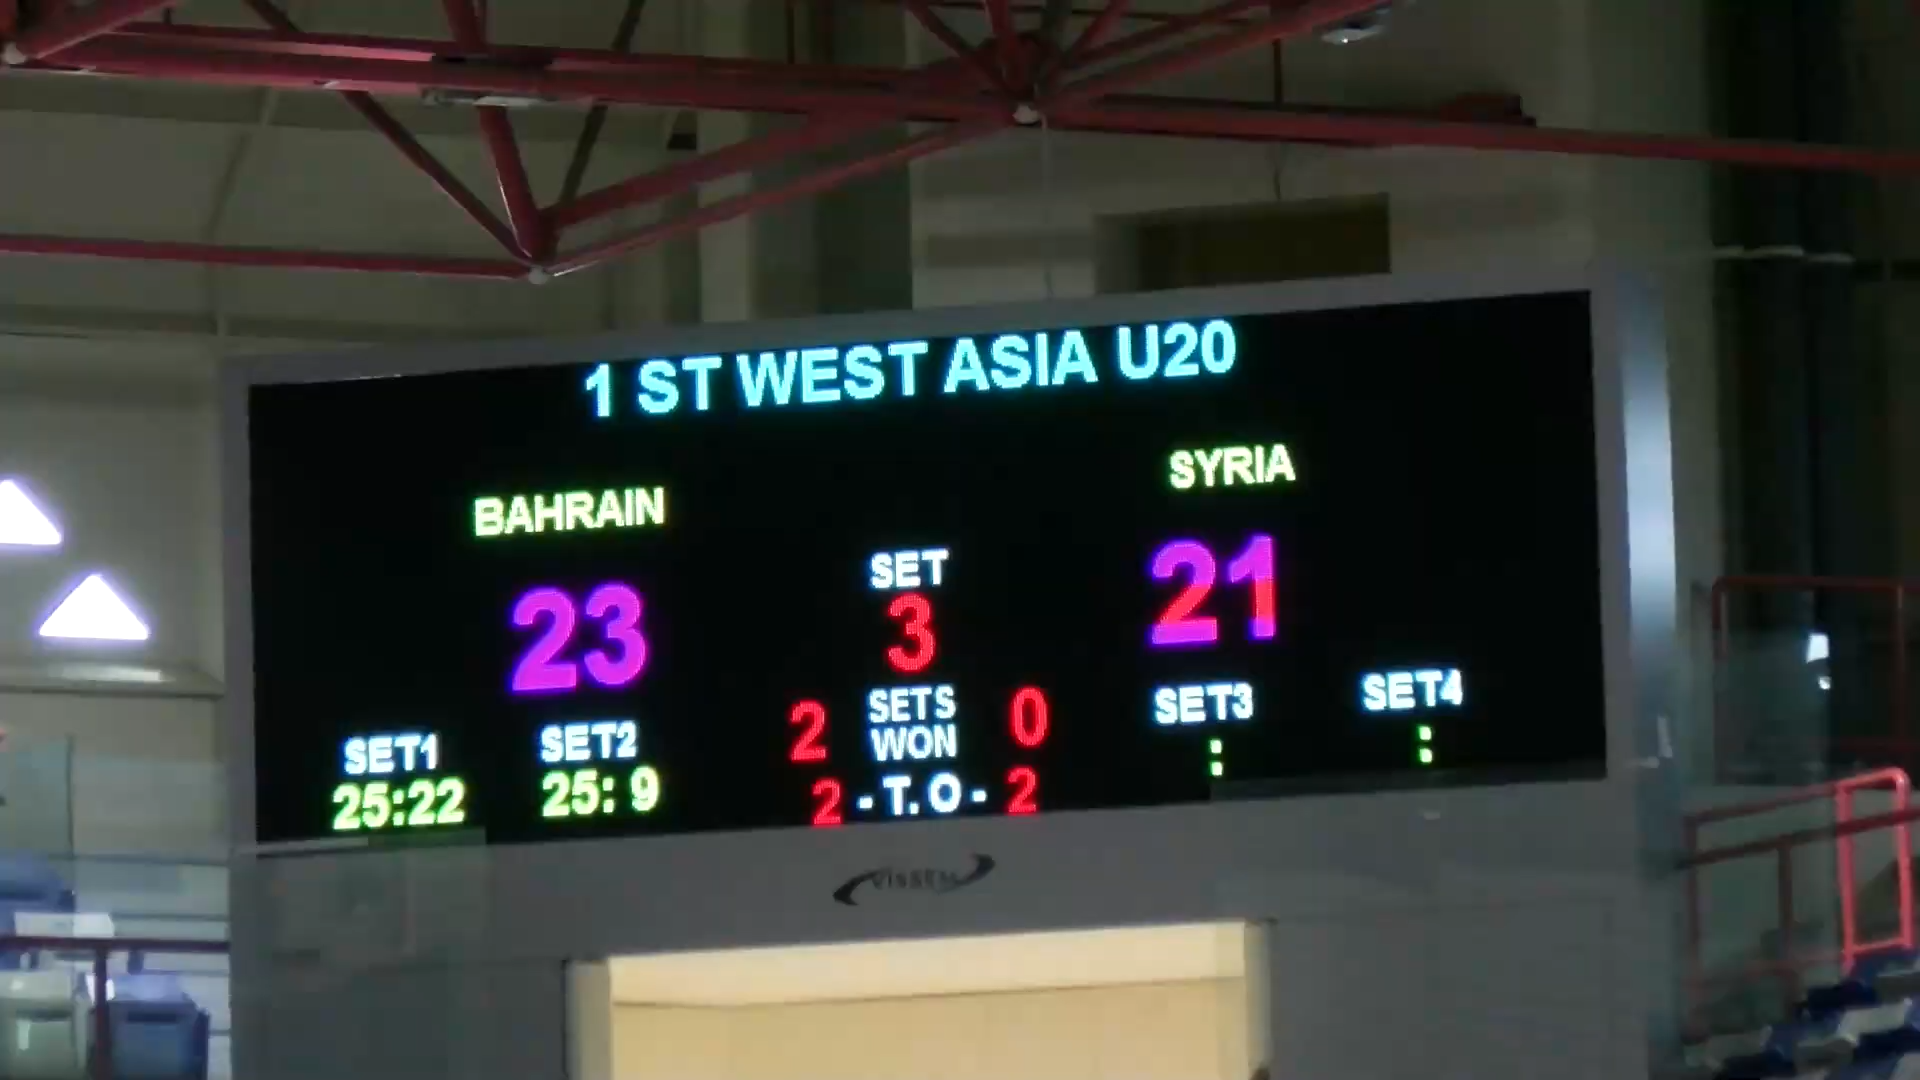 1 ST WEST ASIA U20
BAHRAIN
SYRIA
23
SET
3
21
SET1
25:22
SET2
25: 9
2
SETS
WON
0
2 - T.O - 2
SET3
:
SET4
:
VISSEM